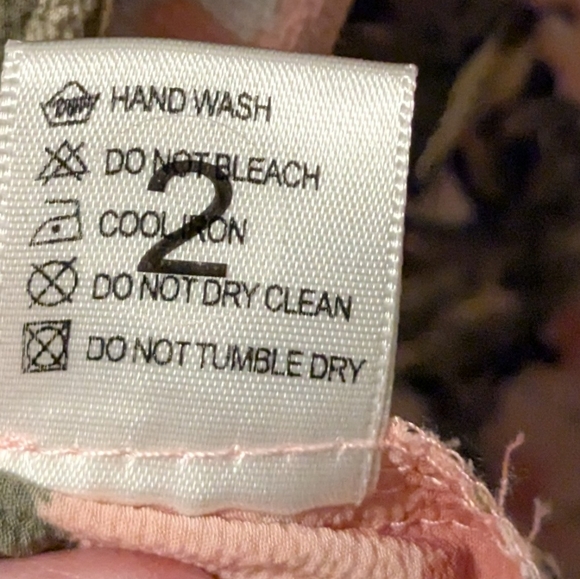 HAND WASH
DO NOT BLEACH
2
COOL IRON
DO NOT DRY CLEAN
DO NOT TUMBLE DRY